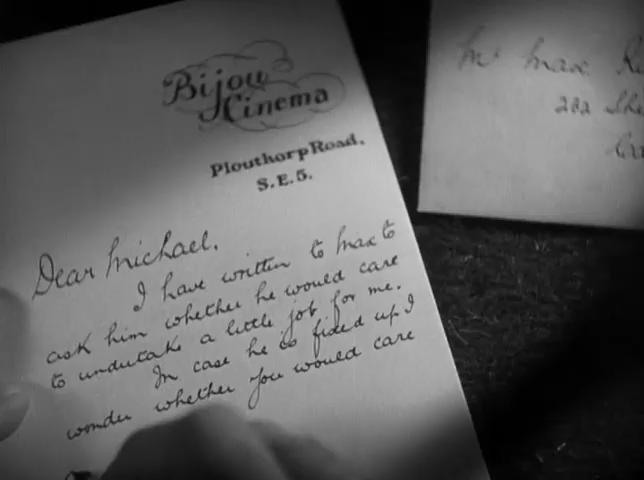 Bijou
Cinema
Plouthorp Road.
S.E.5.
Dear Michael,
I have written to Max to
ask him whether he would care
to undertake a little job for me.
In case he is fixed up I
wonder whether you would care
Mr Max
202